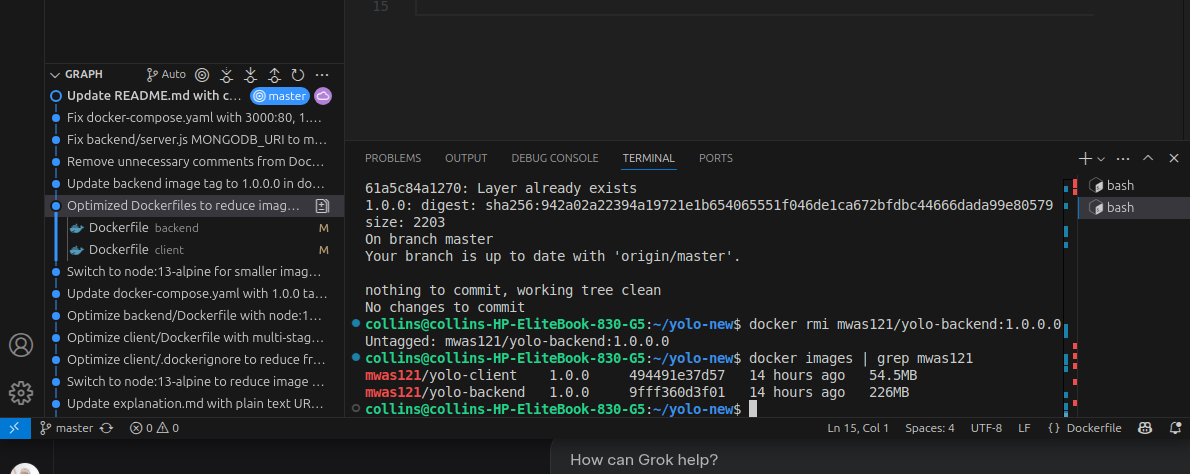 15
GRAPH
Auto
Update README.md with c...
master
Fix docker-compose.yaml with 3000:80, 1....
Fix backend/server.js MONGODB_URI to m...
Remove unnecessary comments from Doc...
Update backend image tag to 1.0.0.0 in do...
Optimized Dockerfiles to reduce imag...
Dockerfile backend M
Dockerfile client M
Switch to node:13-alpine for smaller imag...
Update docker-compose.yaml with 1.0.0 ta...
Optimize backend/Dockerfile with node:1...
Optimize client/Dockerfile with multi-stag...
Optimize client/.dockerignore to reduce fr...
Switch to node:13-alpine to reduce image ...
Update explanation.md with plain text UR...
PROBLEMS OUTPUT DEBUG CONSOLE TERMINAL PORTS
61a5c84a1270: Layer already exists
1.0.0: digest: sha256:942a02a22394a19721e1b654065551f046de1ca672bfdbc44666dada99e80579
size: 2203
On branch master
Your branch is up to date with 'origin/master'.
nothing to commit, working tree clean
No changes to commit
collins@collins-HP-EliteBook-830-G5:~/yolo-new$ docker rmi mwas121/yolo-backend:1.0.0.0
Untagged: mwas121/yolo-backend:1.0.0.0
collins@collins-HP-EliteBook-830-G5:~/yolo-new$ docker images | grep mwas121
mwas121/yolo-client 1.0.0 494491e37d57 14 hours ago 54.5MB
mwas121/yolo-backend 1.0.0 9fff360d3f01 14 hours ago 226MB
collins@collins-HP-EliteBook-830-G5:~/yolo-new$
bash
bash
master 0 0
Ln 15, Col 1 Spaces: 4 UTF-8 LF {} Dockerfile
How can Grok help?